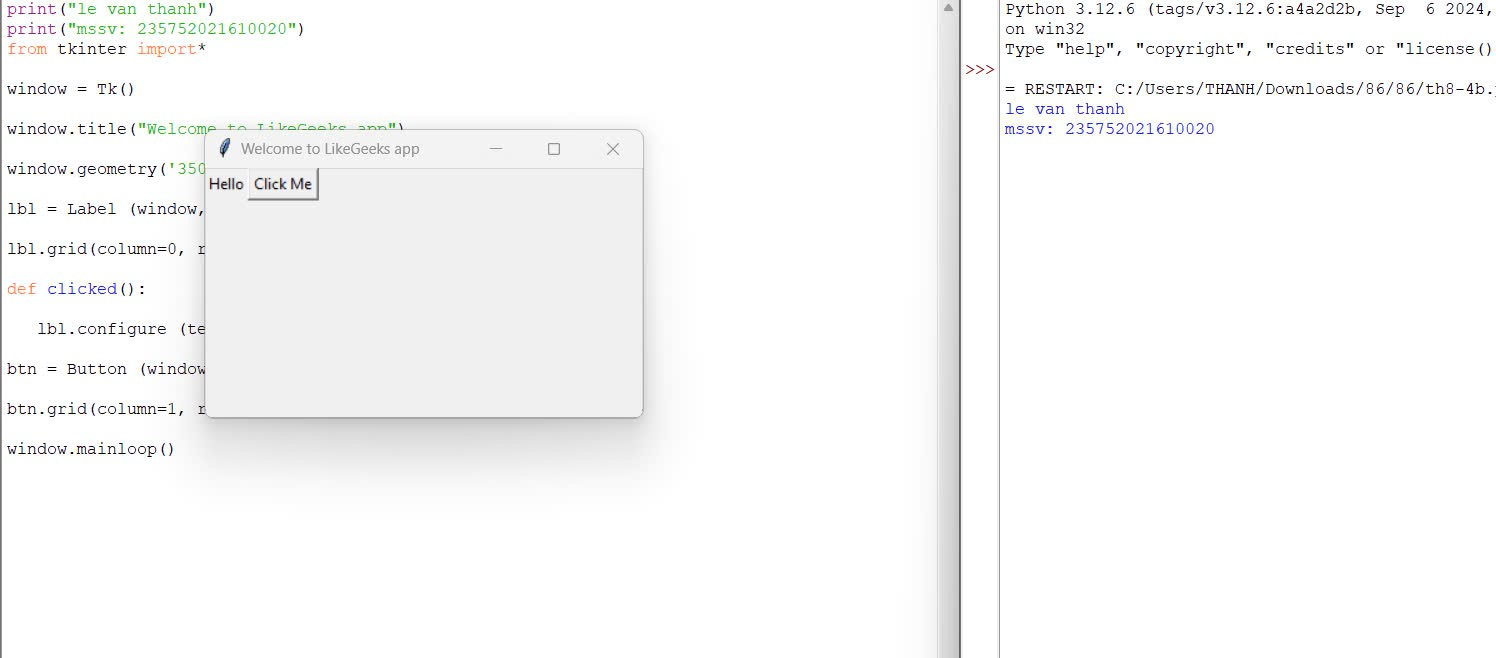 print("le van thanh")
print("mssv: 235752021610020")
from tkinter import*
window = Tk()
window.title("Welcome to LikeGeeks app")
window.geometry('350
lbl = Label (window,
lbl.grid(column=0, r
def clicked():
lbl.configure (te
btn = Button (window
btn.grid(column=1, r
window.mainloop()
Welcome to LikeGeeks app
Hello Click Me
Python 3.12.6 (tags/v3.12.6:a4a2d2b, Sep 6 2024,
on win32
Type "help", "copyright", "credits" or "license()
>>>
= RESTART: C:/Users/THANH/Downloads/86/86/th8-4b.
le van thanh
mssv: 235752021610020